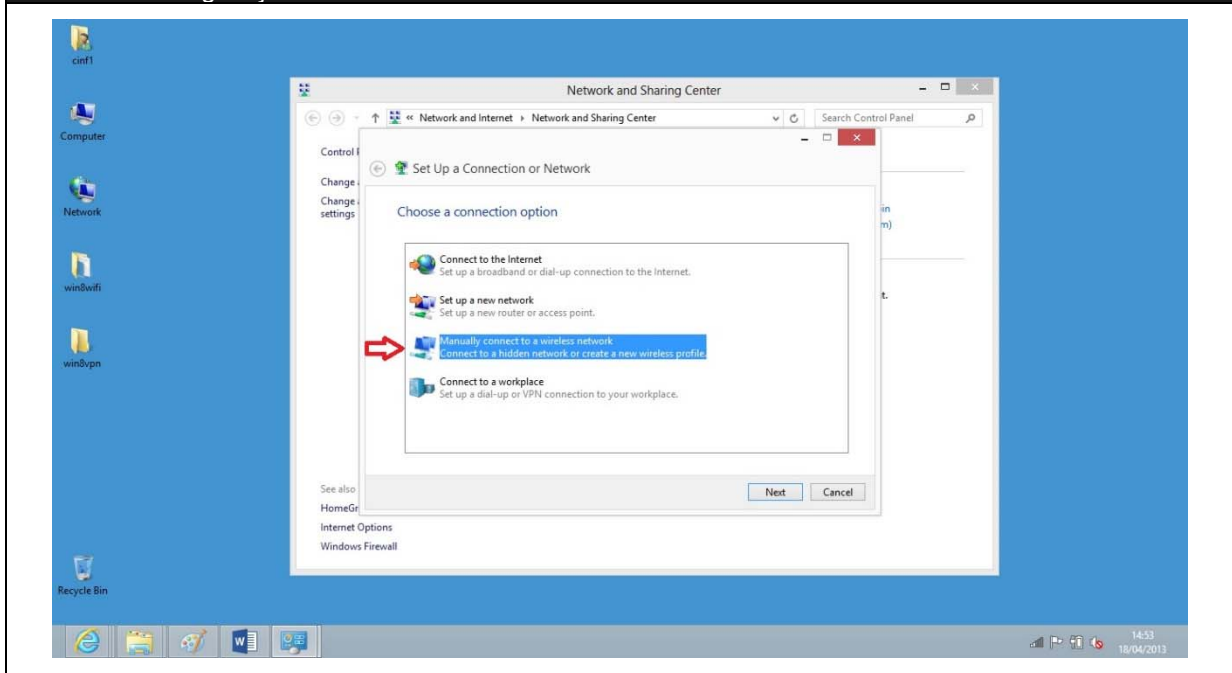 cinf1
Computer
Network
win8wifi
win8vpn
Recycle Bin
Network and Sharing Center
« Network and Internet › Network and Sharing Center
Search Control Panel
Control
Change
Change
settings
See also
Internet Options
Windows Firewall
Set Up a Connection or Network
Choose a connection option
Connect to the Internet
Set up a broadband or dial-up connection to the Internet.
Set up a new network
Set up a new router or access point.
Manually connect to a wireless network
Connect to a hidden network or create a new wireless profile.
Connect to a workplace
Set up a dial-up or VPN connection to your workplace.
Next
Cancel
14:53
18/04/2013